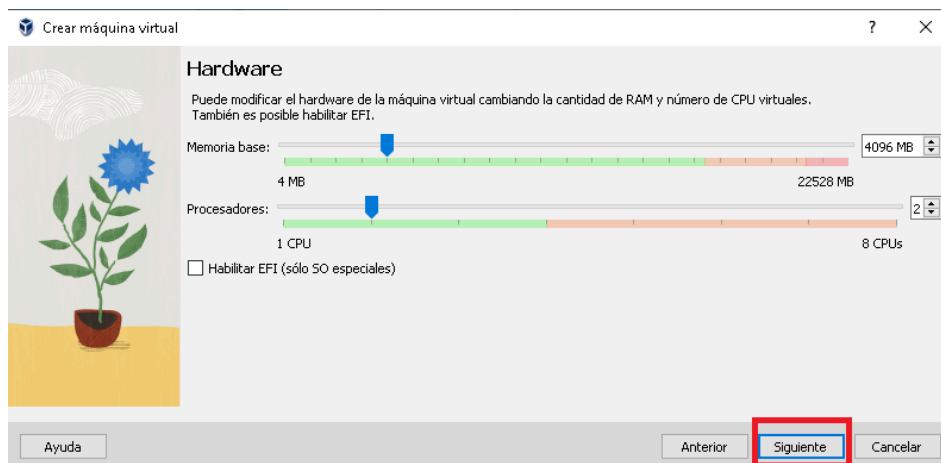 Crear máquina virtual
Hardware
Puede modificar el hardware de la máquina virtual cambiando la cantidad de RAM y número de CPU virtuales.
También es posible habilitar EFI.
Memoria base:
4096 MB
4 MB
22528 MB
Procesadores:
2
1 CPU
8 CPUs
Habilitar EFI (sólo SO especiales)
Ayuda
Anterior
Siguiente
Cancelar